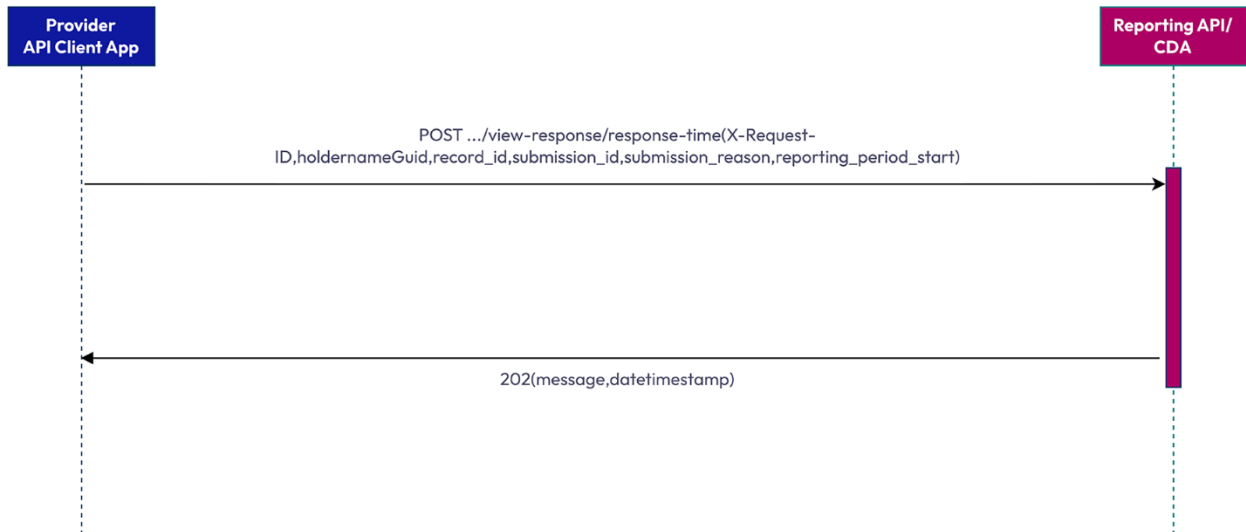 Provider
API Client App
Reporting API/
CDA
POST .../view-response/response-time(X-Request-
ID,holdernameGuid,record_id,submission_id,submission_reason,reporting_period_start)
202(message,datetimestamp)